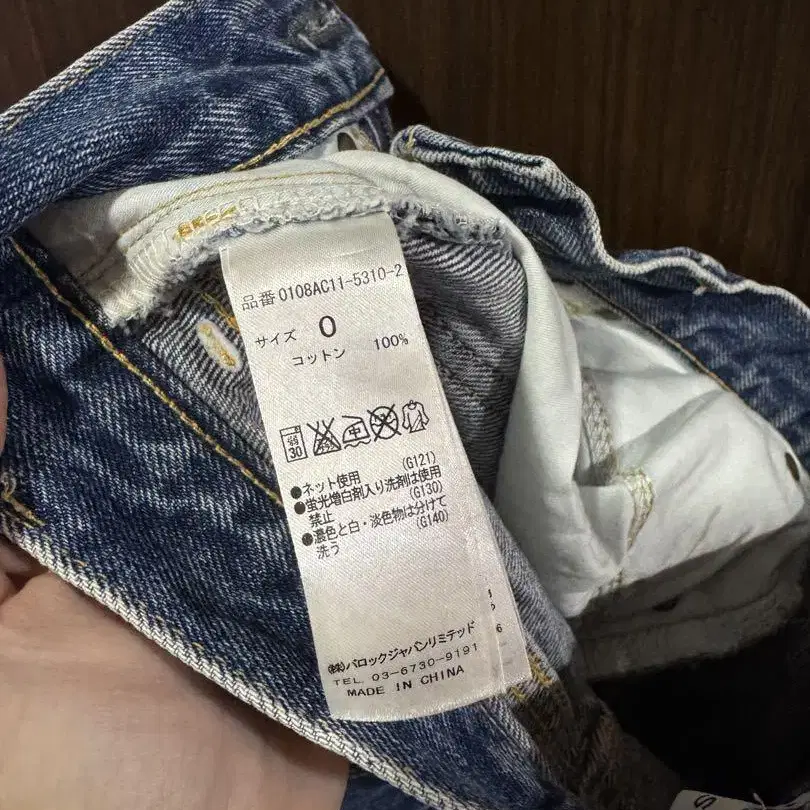 品番 0108AC11-5310-2
サイズ 0
コットン 100%
弱 30
中
●ネット使用 (G121)
●蛍光増白剤入り洗剤は使用
禁止 (G130)
●濃色と白・淡色物は分けて
洗う (G140)
(株)バロックジャパンリミテッド
TEL. 03-6730-9191
MADE IN CHINA
6